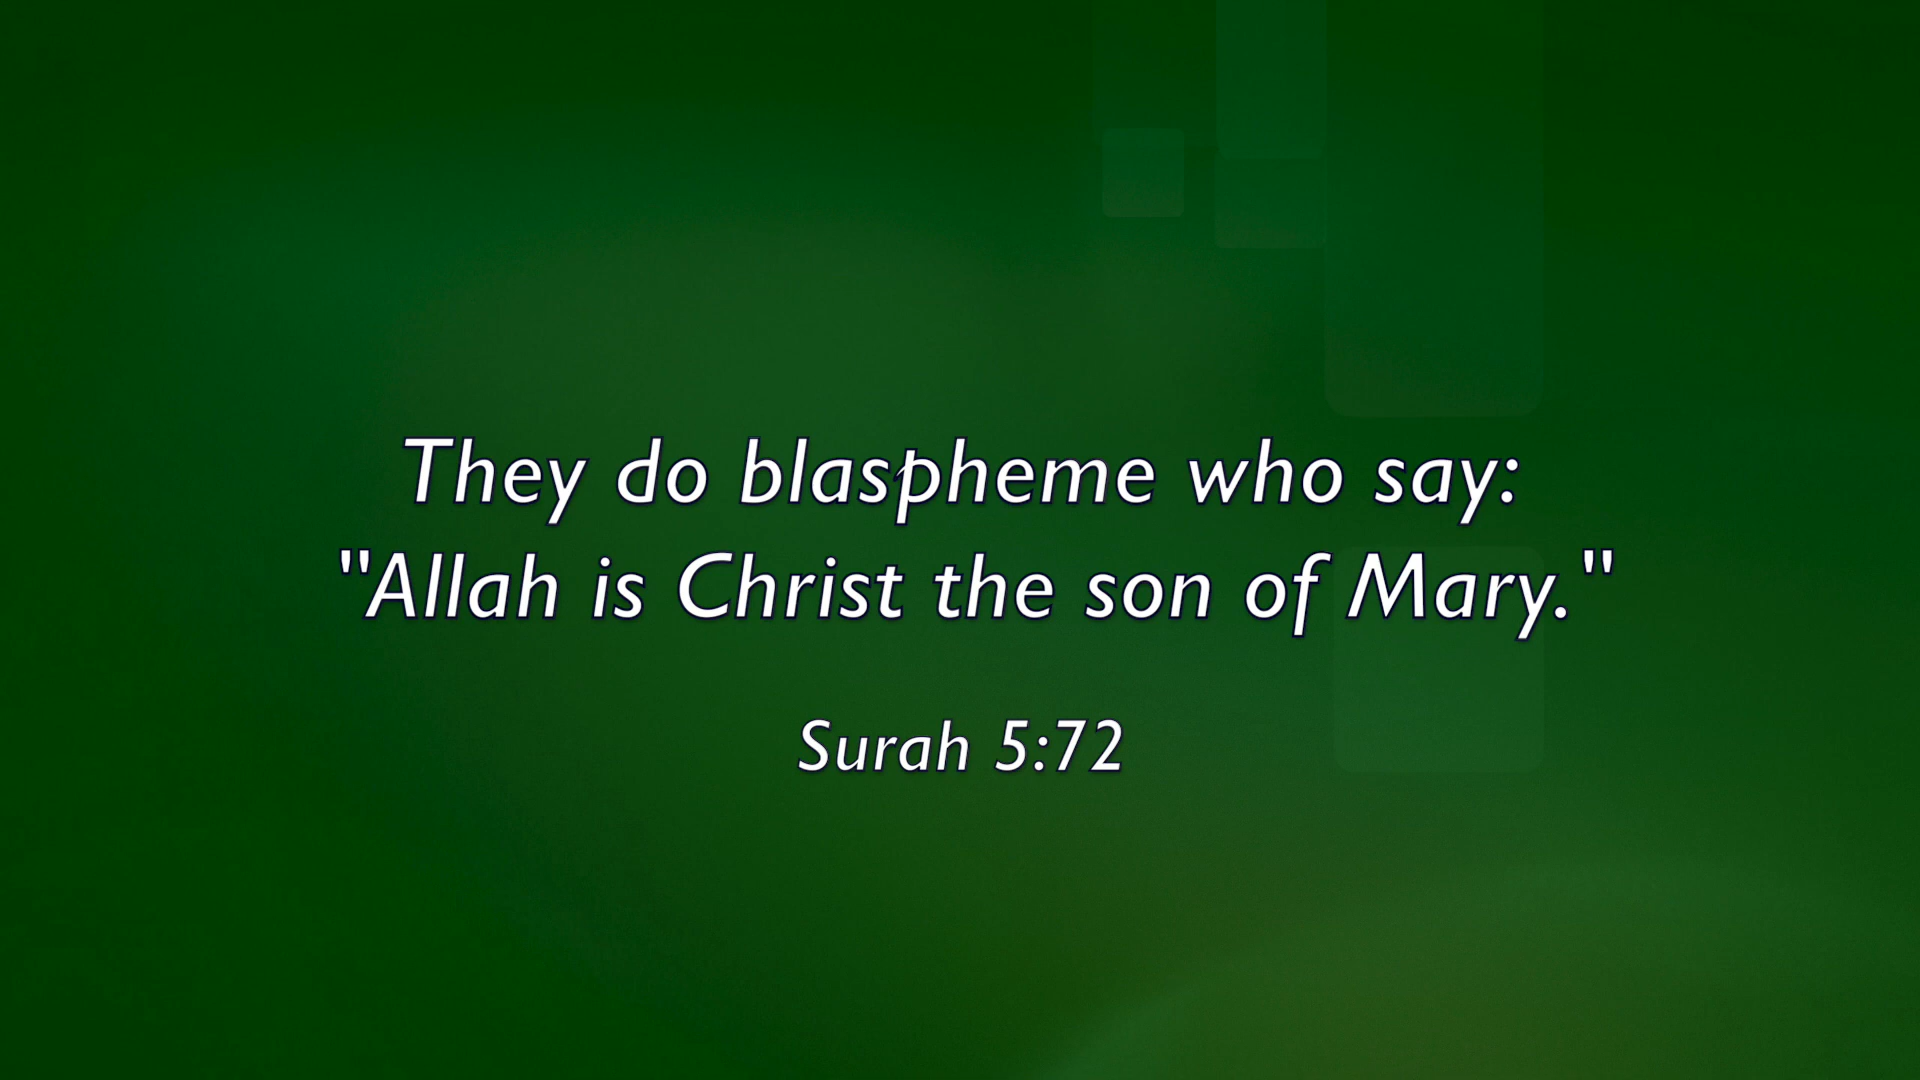 They do blaspheme who say:
"Allah is Christ the son of Mary."
Surah 5:72